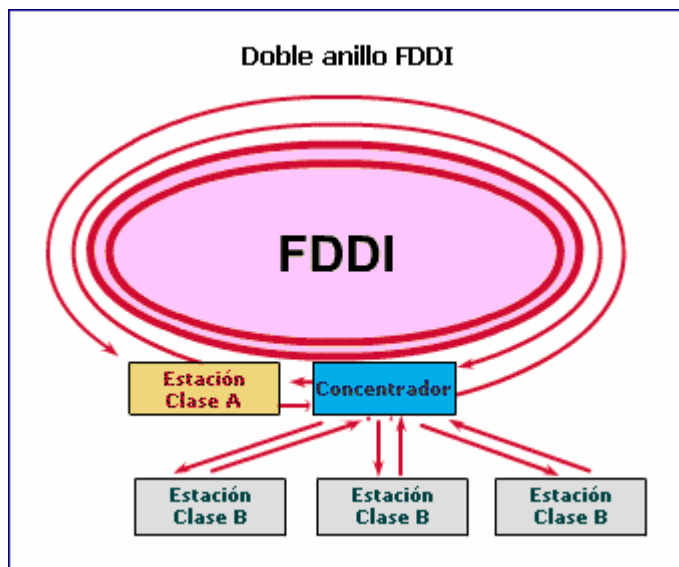 Doble anillo FDDI
FDDI
Estación
Clase A
Concentrador
Estación
Clase B
Estación
Clase B
Estación
Clase B